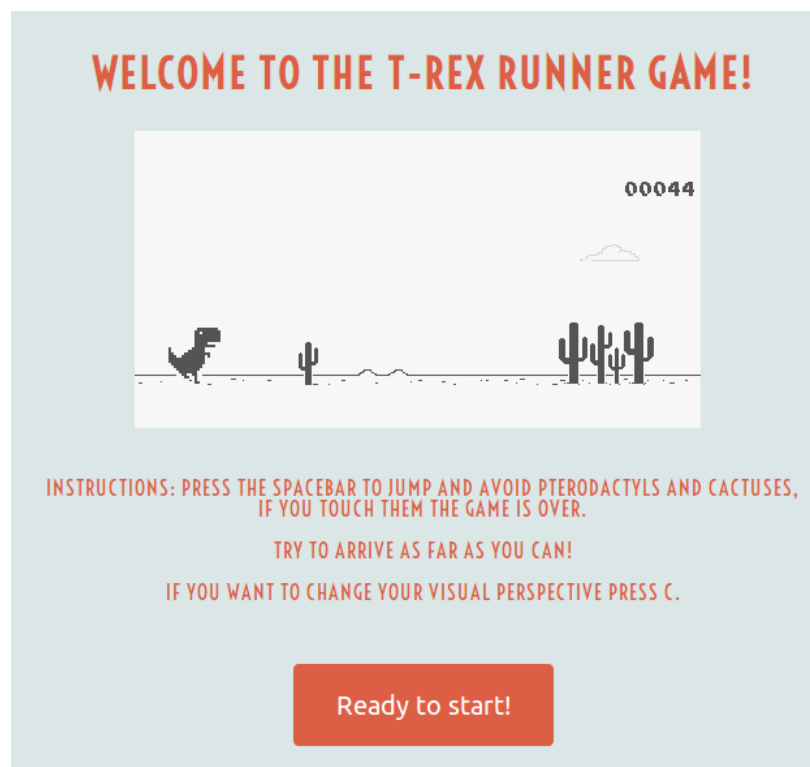 WELCOME TO THE T-REX RUNNER GAME!
00044
INSTRUCTIONS: PRESS THE SPACEBAR TO JUMP AND AVOID PTERODACTYLS AND CACTUSES,
IF YOU TOUCH THEM THE GAME IS OVER.
TRY TO ARRIVE AS FAR AS YOU CAN!
IF YOU WANT TO CHANGE YOUR VISUAL PERSPECTIVE PRESS C.
Ready to start!